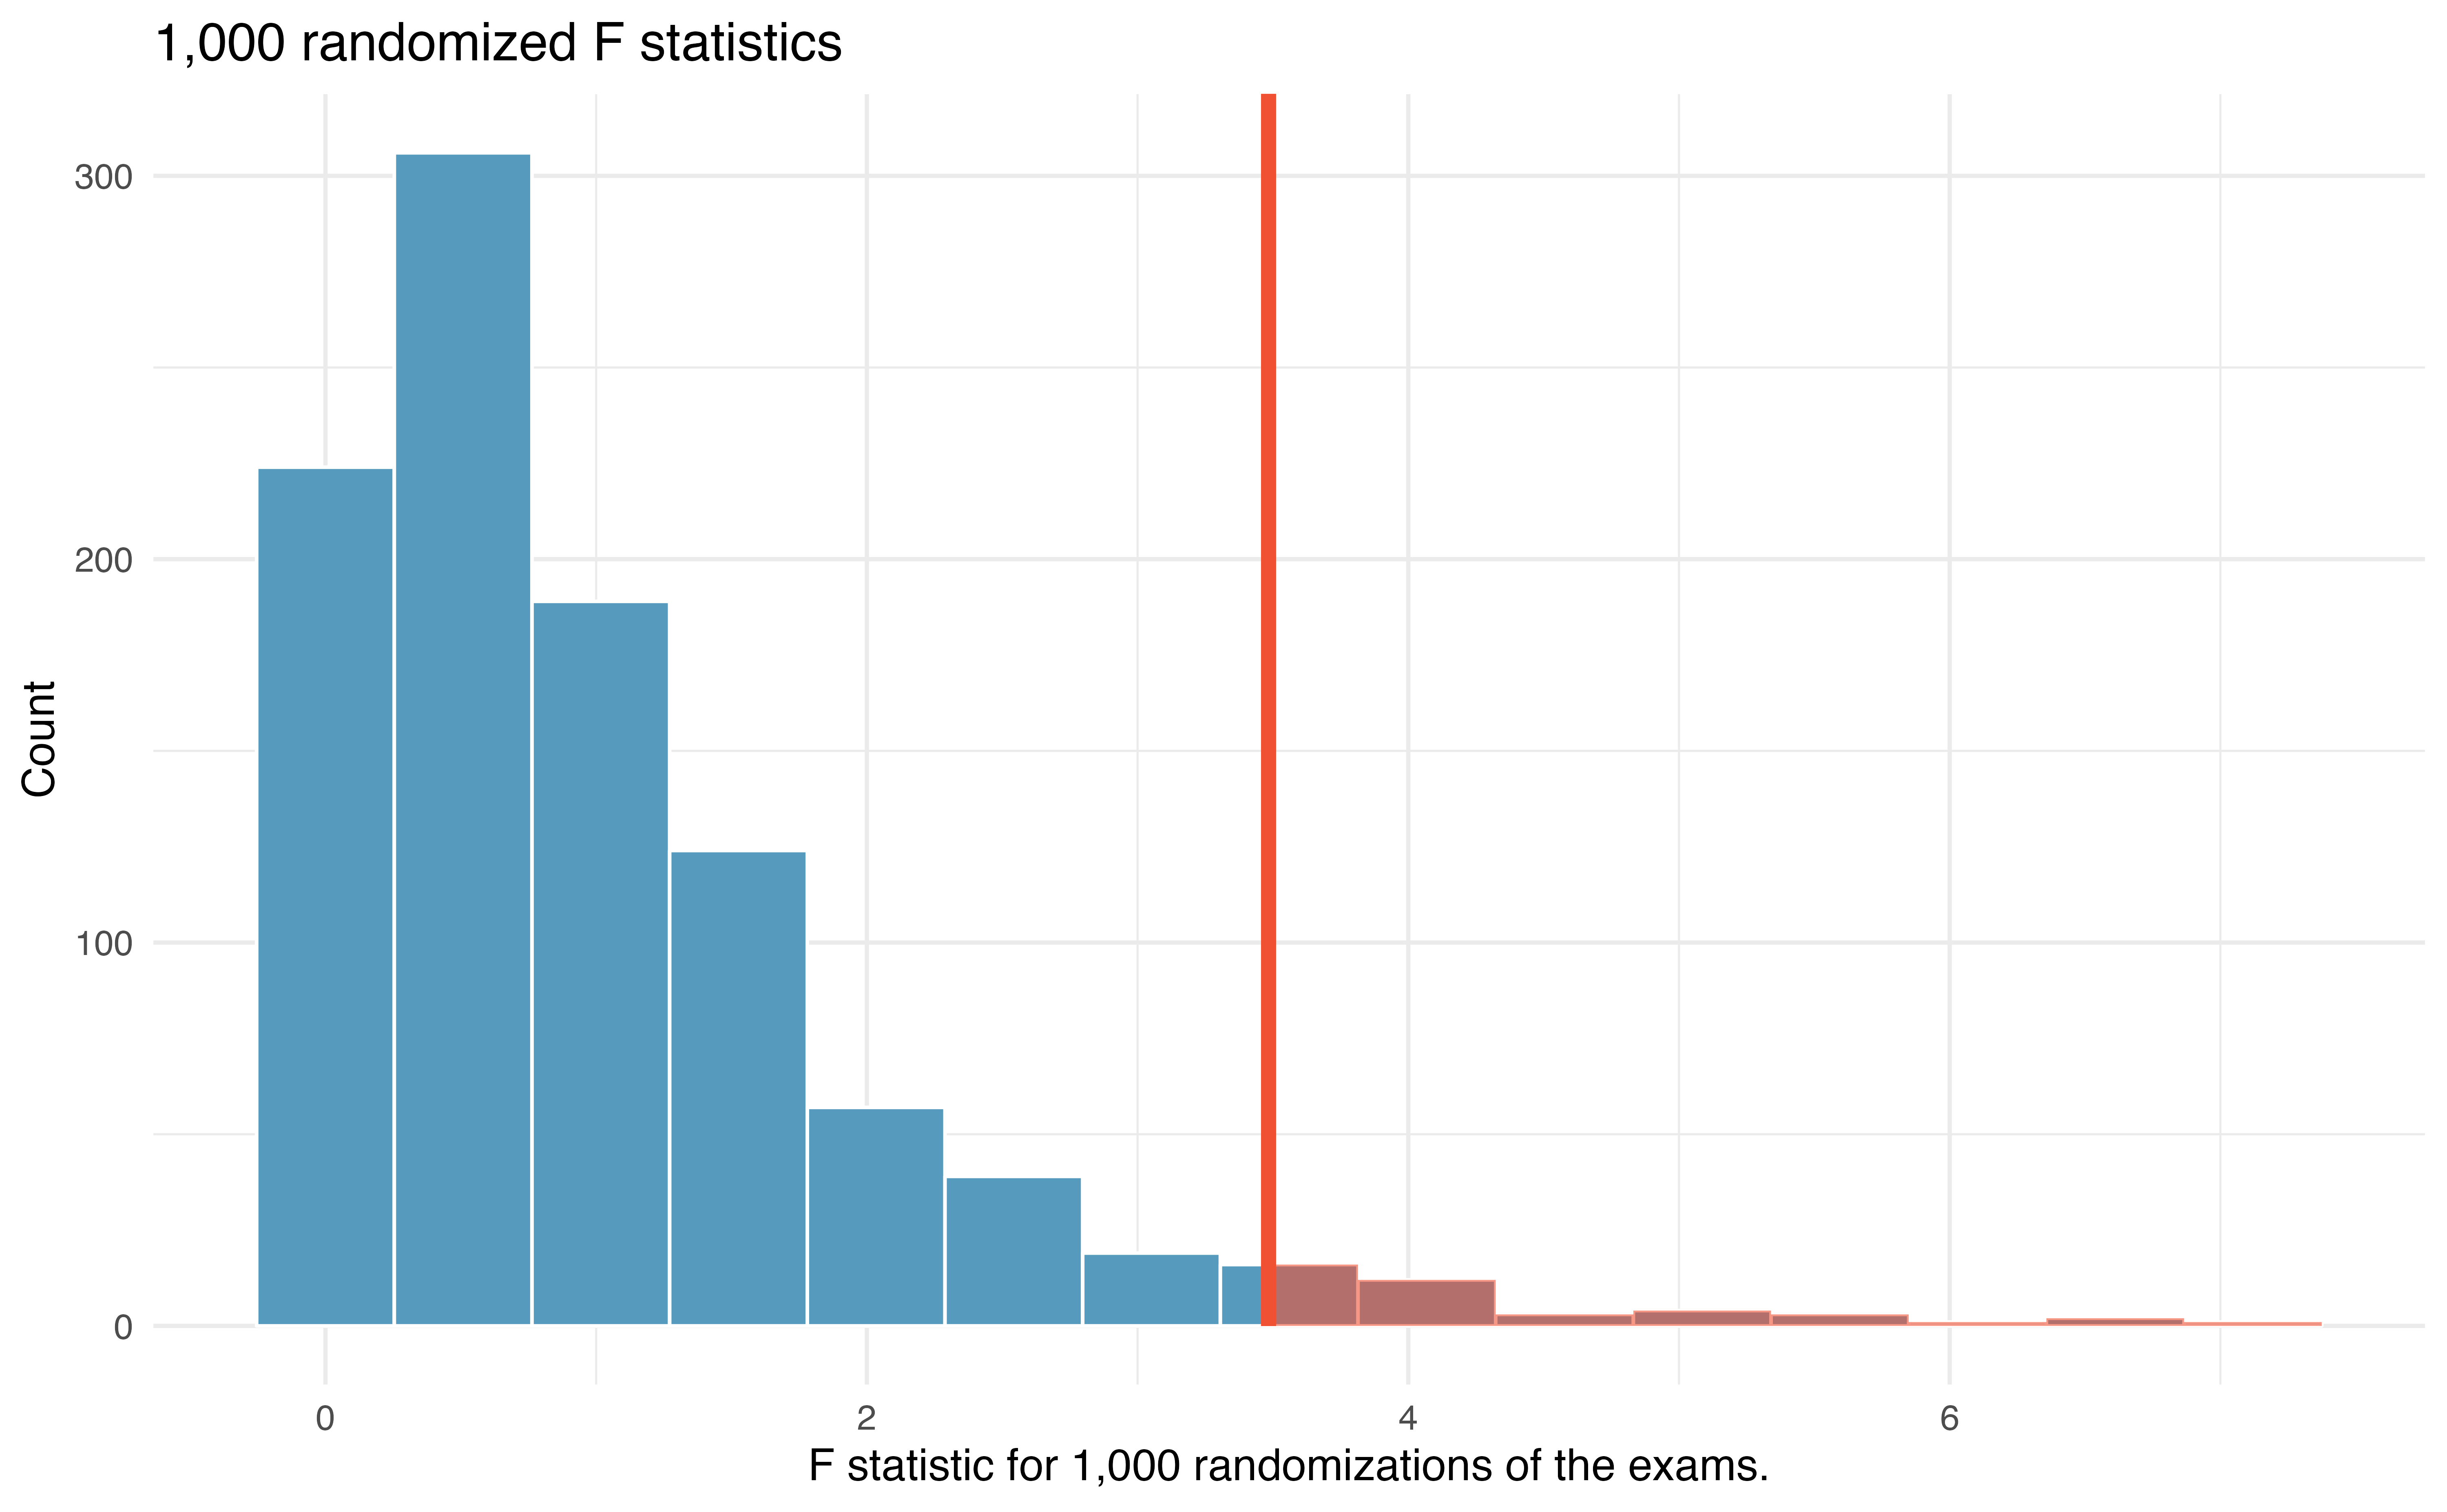 1,000 randomized F statistics
300
200
100
0
Count
0 2 4 6
F statistic for 1,000 randomizations of the exams.